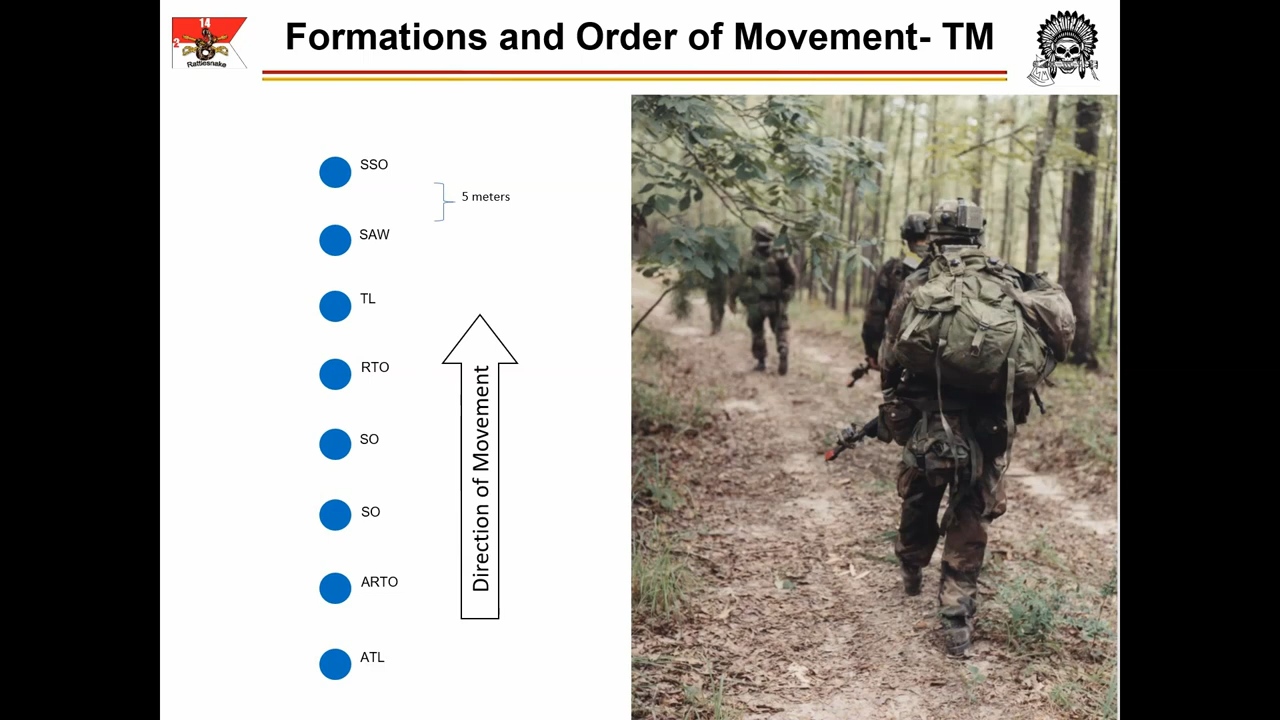 14
2
Rattlesnake
Formations and Order of Movement- TM
SSO
5 meters
SAW
TL
RTO
SO
SO
ARTO
ATL
Direction of Movement